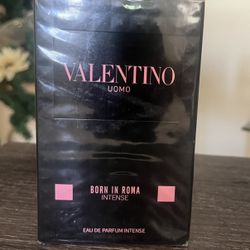 VALENTINO
UOMO
BORN IN ROMA
INTENSE
EAU DE PARFUM INTENSE